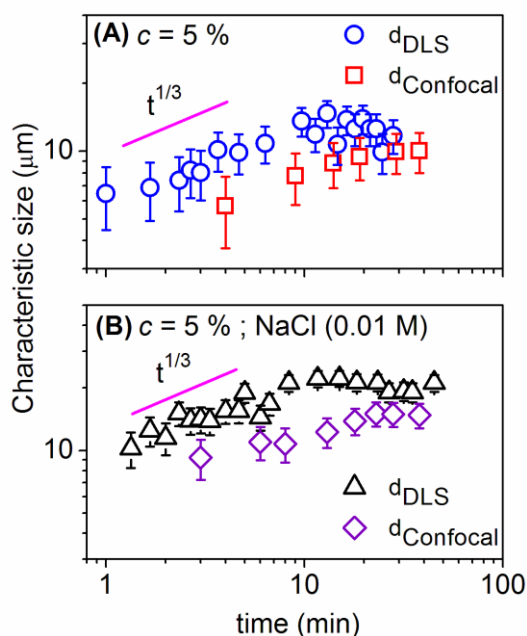 (A) c = 5 %
d_DLS
d_Confocal
t^1/3
10
Characteristic size (μm)
(B) c = 5 % ; NaCl (0.01 M)
t^1/3
10
d_DLS
d_Confocal
1 10 100
time (min)